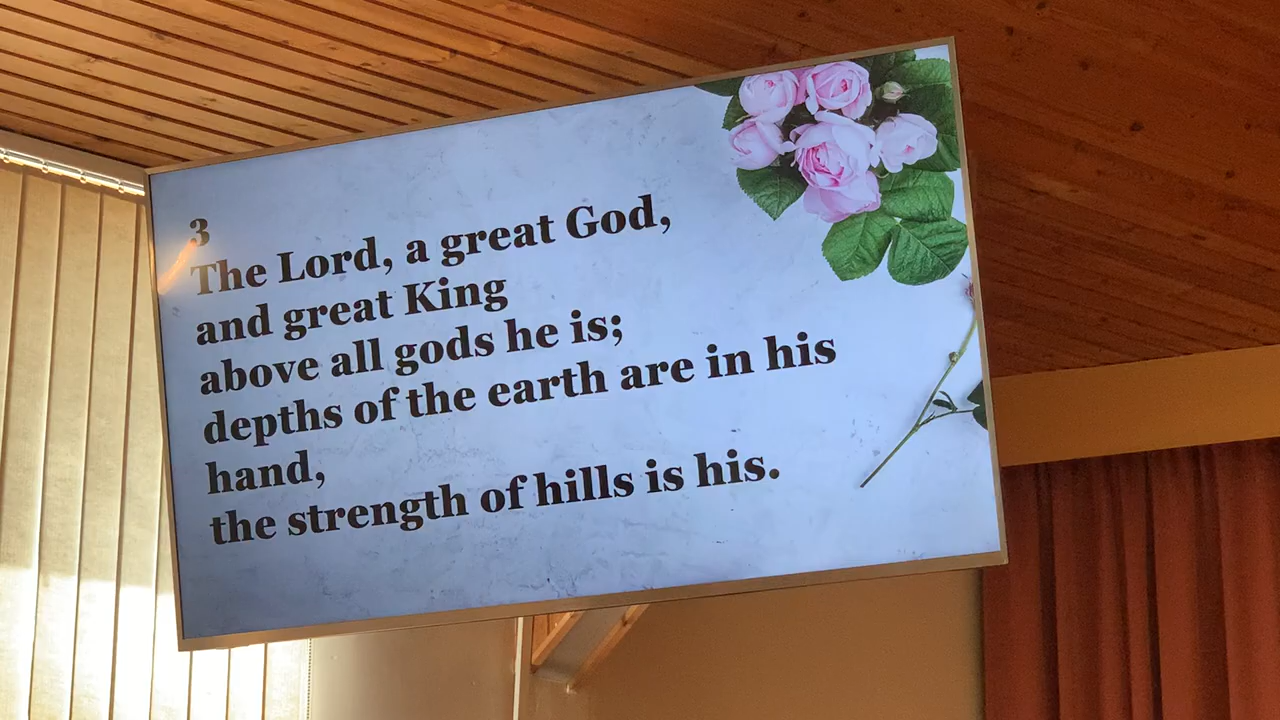 3
The Lord, a great God,
and great King
above all gods he is;
depths of the earth are in his
hand,
the strength of hills is his.